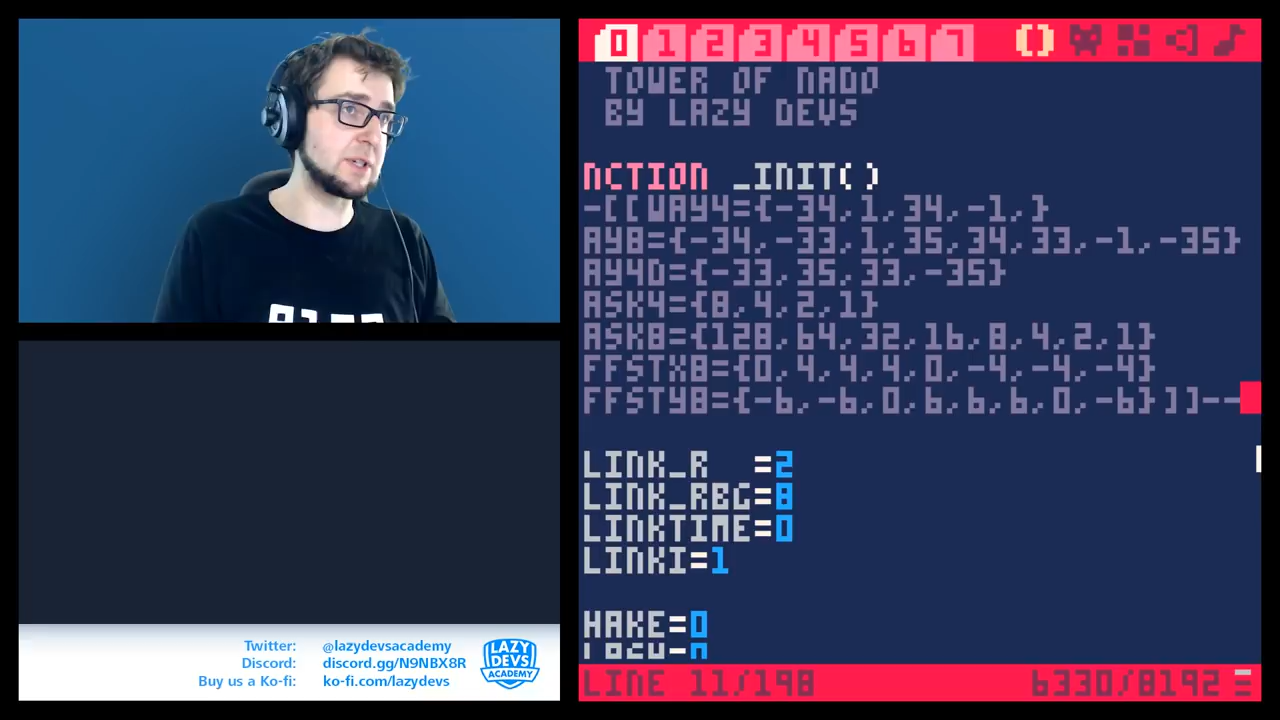 0 1 2 3 4 5 6 7
TOWER OF NADO
BY LAZY DEVS
NCTION _INIT()
-[[WAY4={-34,1,34,-1,}
AY8={-34,-33,1,35,34,33,-1,-35}
AY4D={-33,35,33,-35}
ASK4={8,4,2,1}
ASK8={128,64,32,16,8,4,2,1}
FFSTX8={0,4,4,4,0,-4,-4,-4}
FFSTY8={-6,-6,0,6,6,6,0,-6}]]--
LINK_R =2
LINK_RBG=8
LINKTIME=0
LINKI=1
HAKE=0
LINE 11/198 6330/8192
Twitter: @lazydevsacademy
Discord: discord.gg/N9NBX8R
Buy us a Ko-fi: ko-fi.com/lazydevs
LAZY DEVS ACADEMY